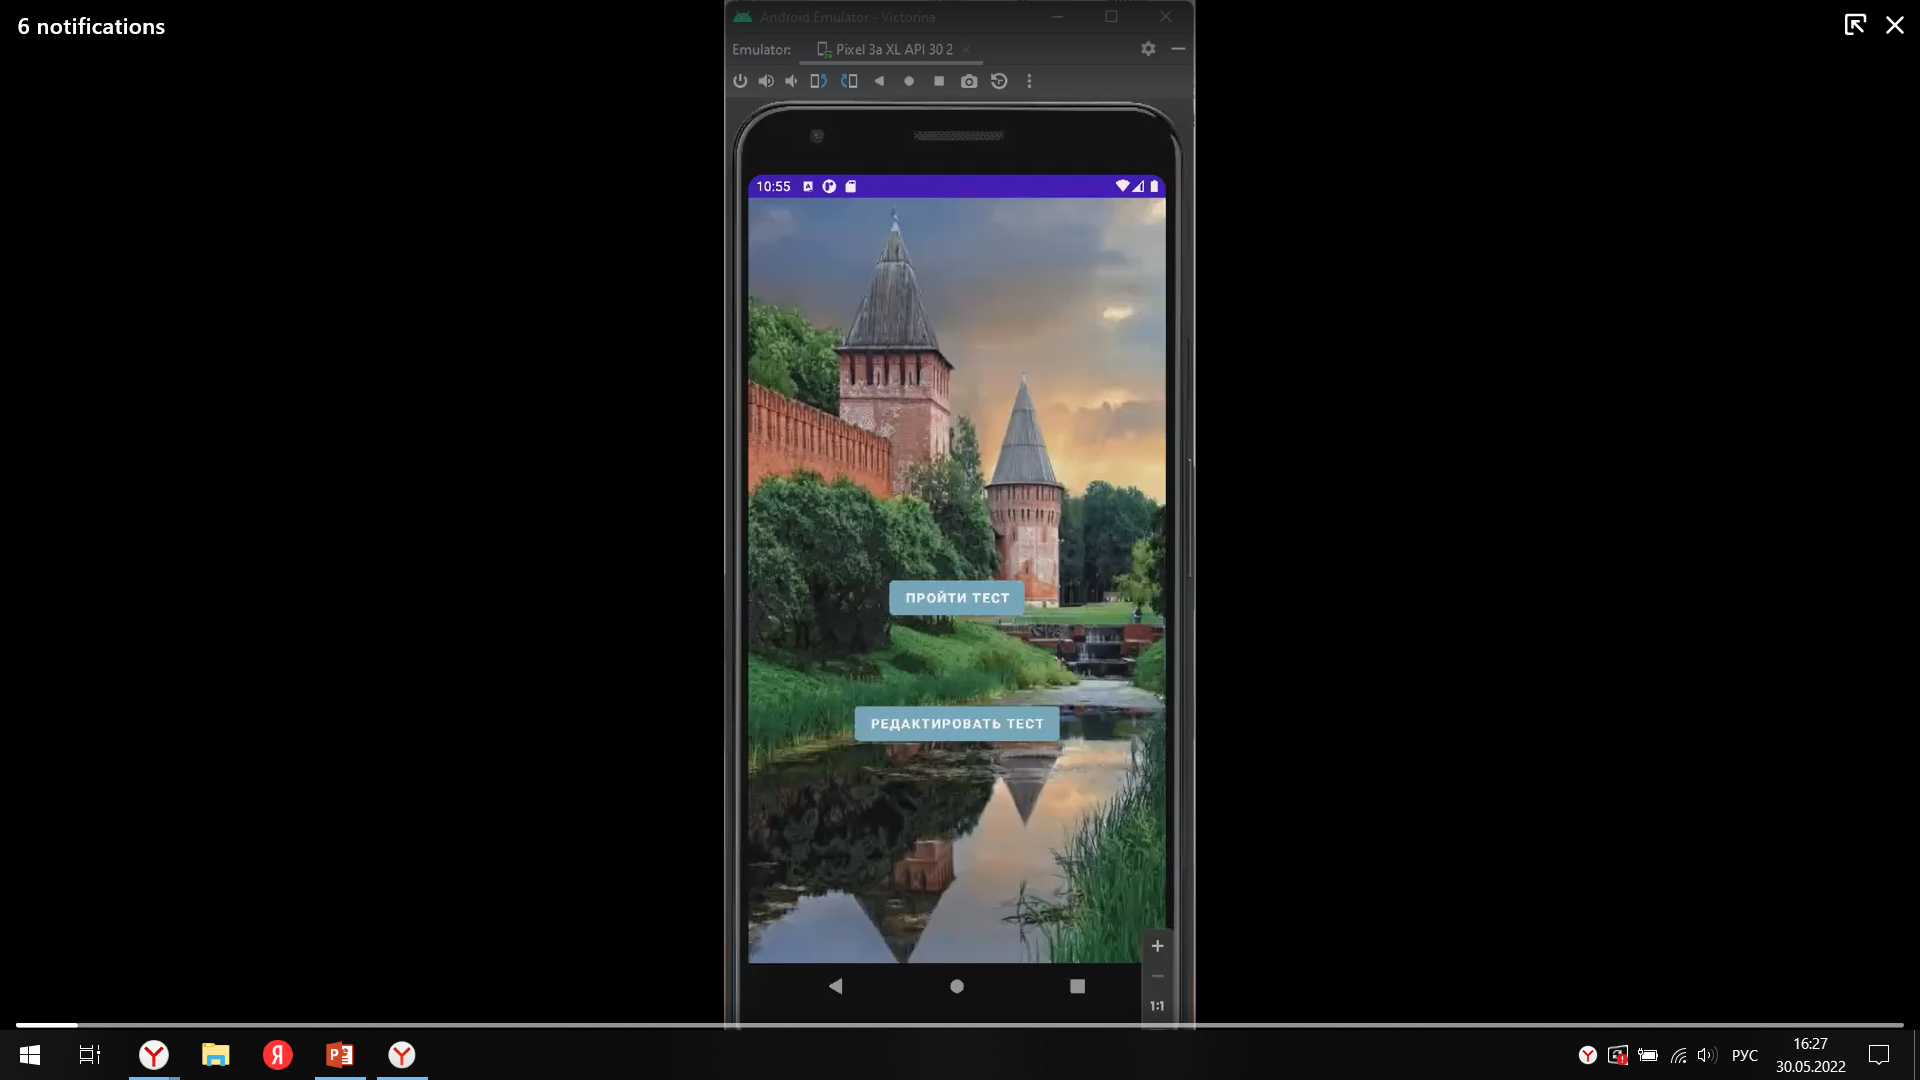 6 notifications
Android Emulator - Victorina
Emulator:
Pixel 3a XL API 30 2
10:55
ПРОЙТИ ТЕСТ
РЕДАКТИРОВАТЬ ТЕСТ
1:1
РУС
16:27
30.05.2022